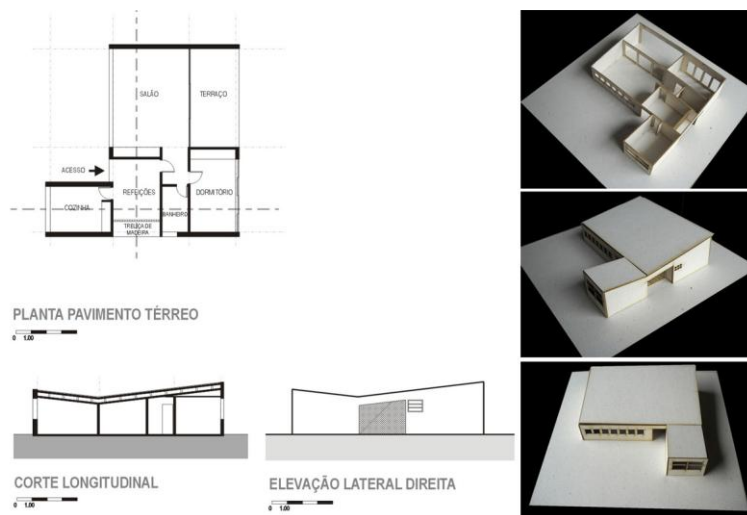 SALÃO
TERRAÇO
ACESSO
REFEIÇÕES
DORMITÓRIO
COZINHA
BANHEIRO
TRELIÇA DE
MADEIRA
PLANTA PAVIMENTO TÉRREO
0 1.00
CORTE LONGITUDINAL
0 1.00
ELEVAÇÃO LATERAL DIREITA
0 1.00